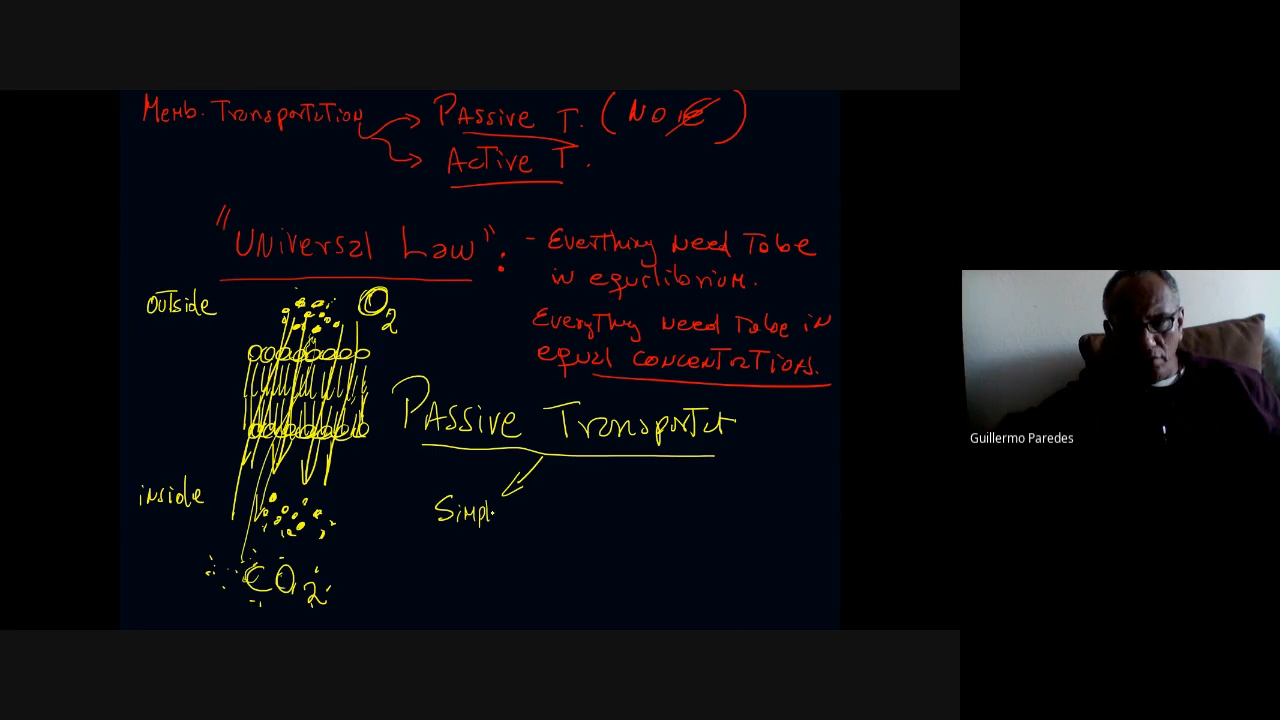 Memb. Transportation
Passive T. (NO E)
Active T.
"Universal Law": - Everthing need To be
in equilibrium.
outside
O2
Everythg need To be in
equal concentrations.
Passive Transportat
inside
Simpl
CO2
Guillermo Paredes